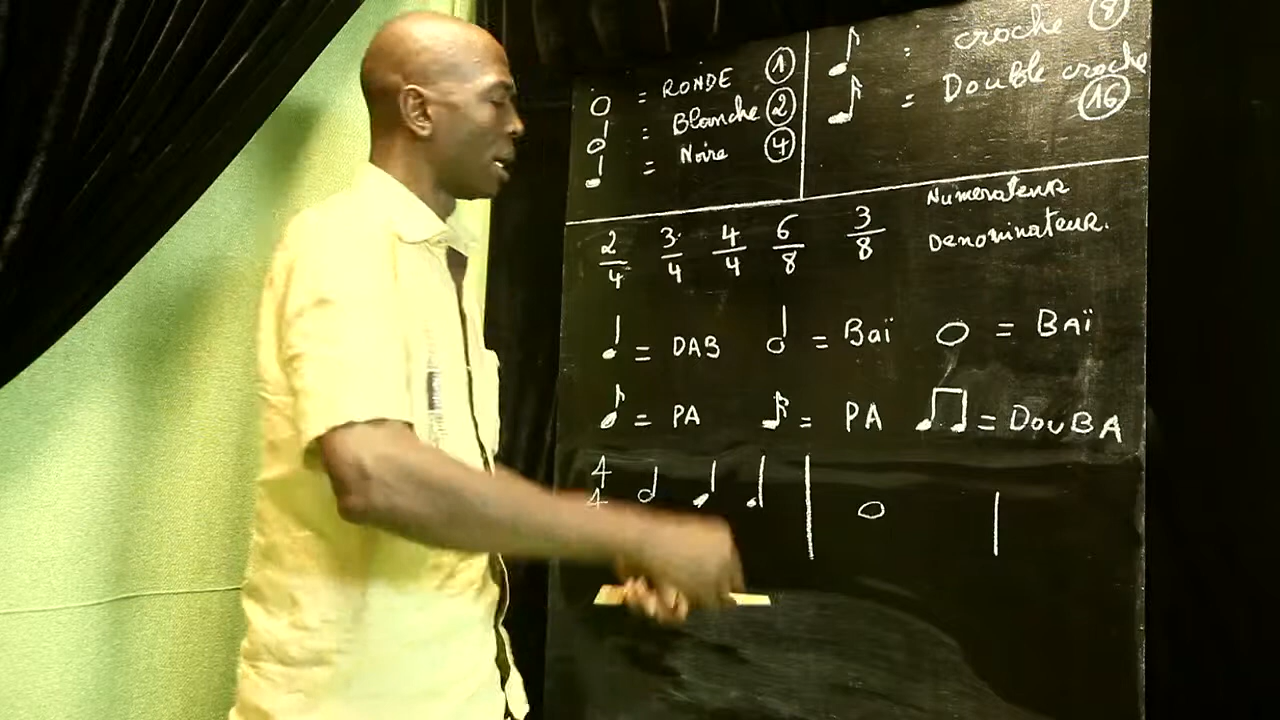 = RONDE 1
= Blanche 2
= Noire 4
: croche 8
= Double croche
16
2/4 3/4 4/4 6/8 3/8
Numerateur
Denominateur.
= DAB = Baï = BAï
= PA = PA = DOUBA
4/4